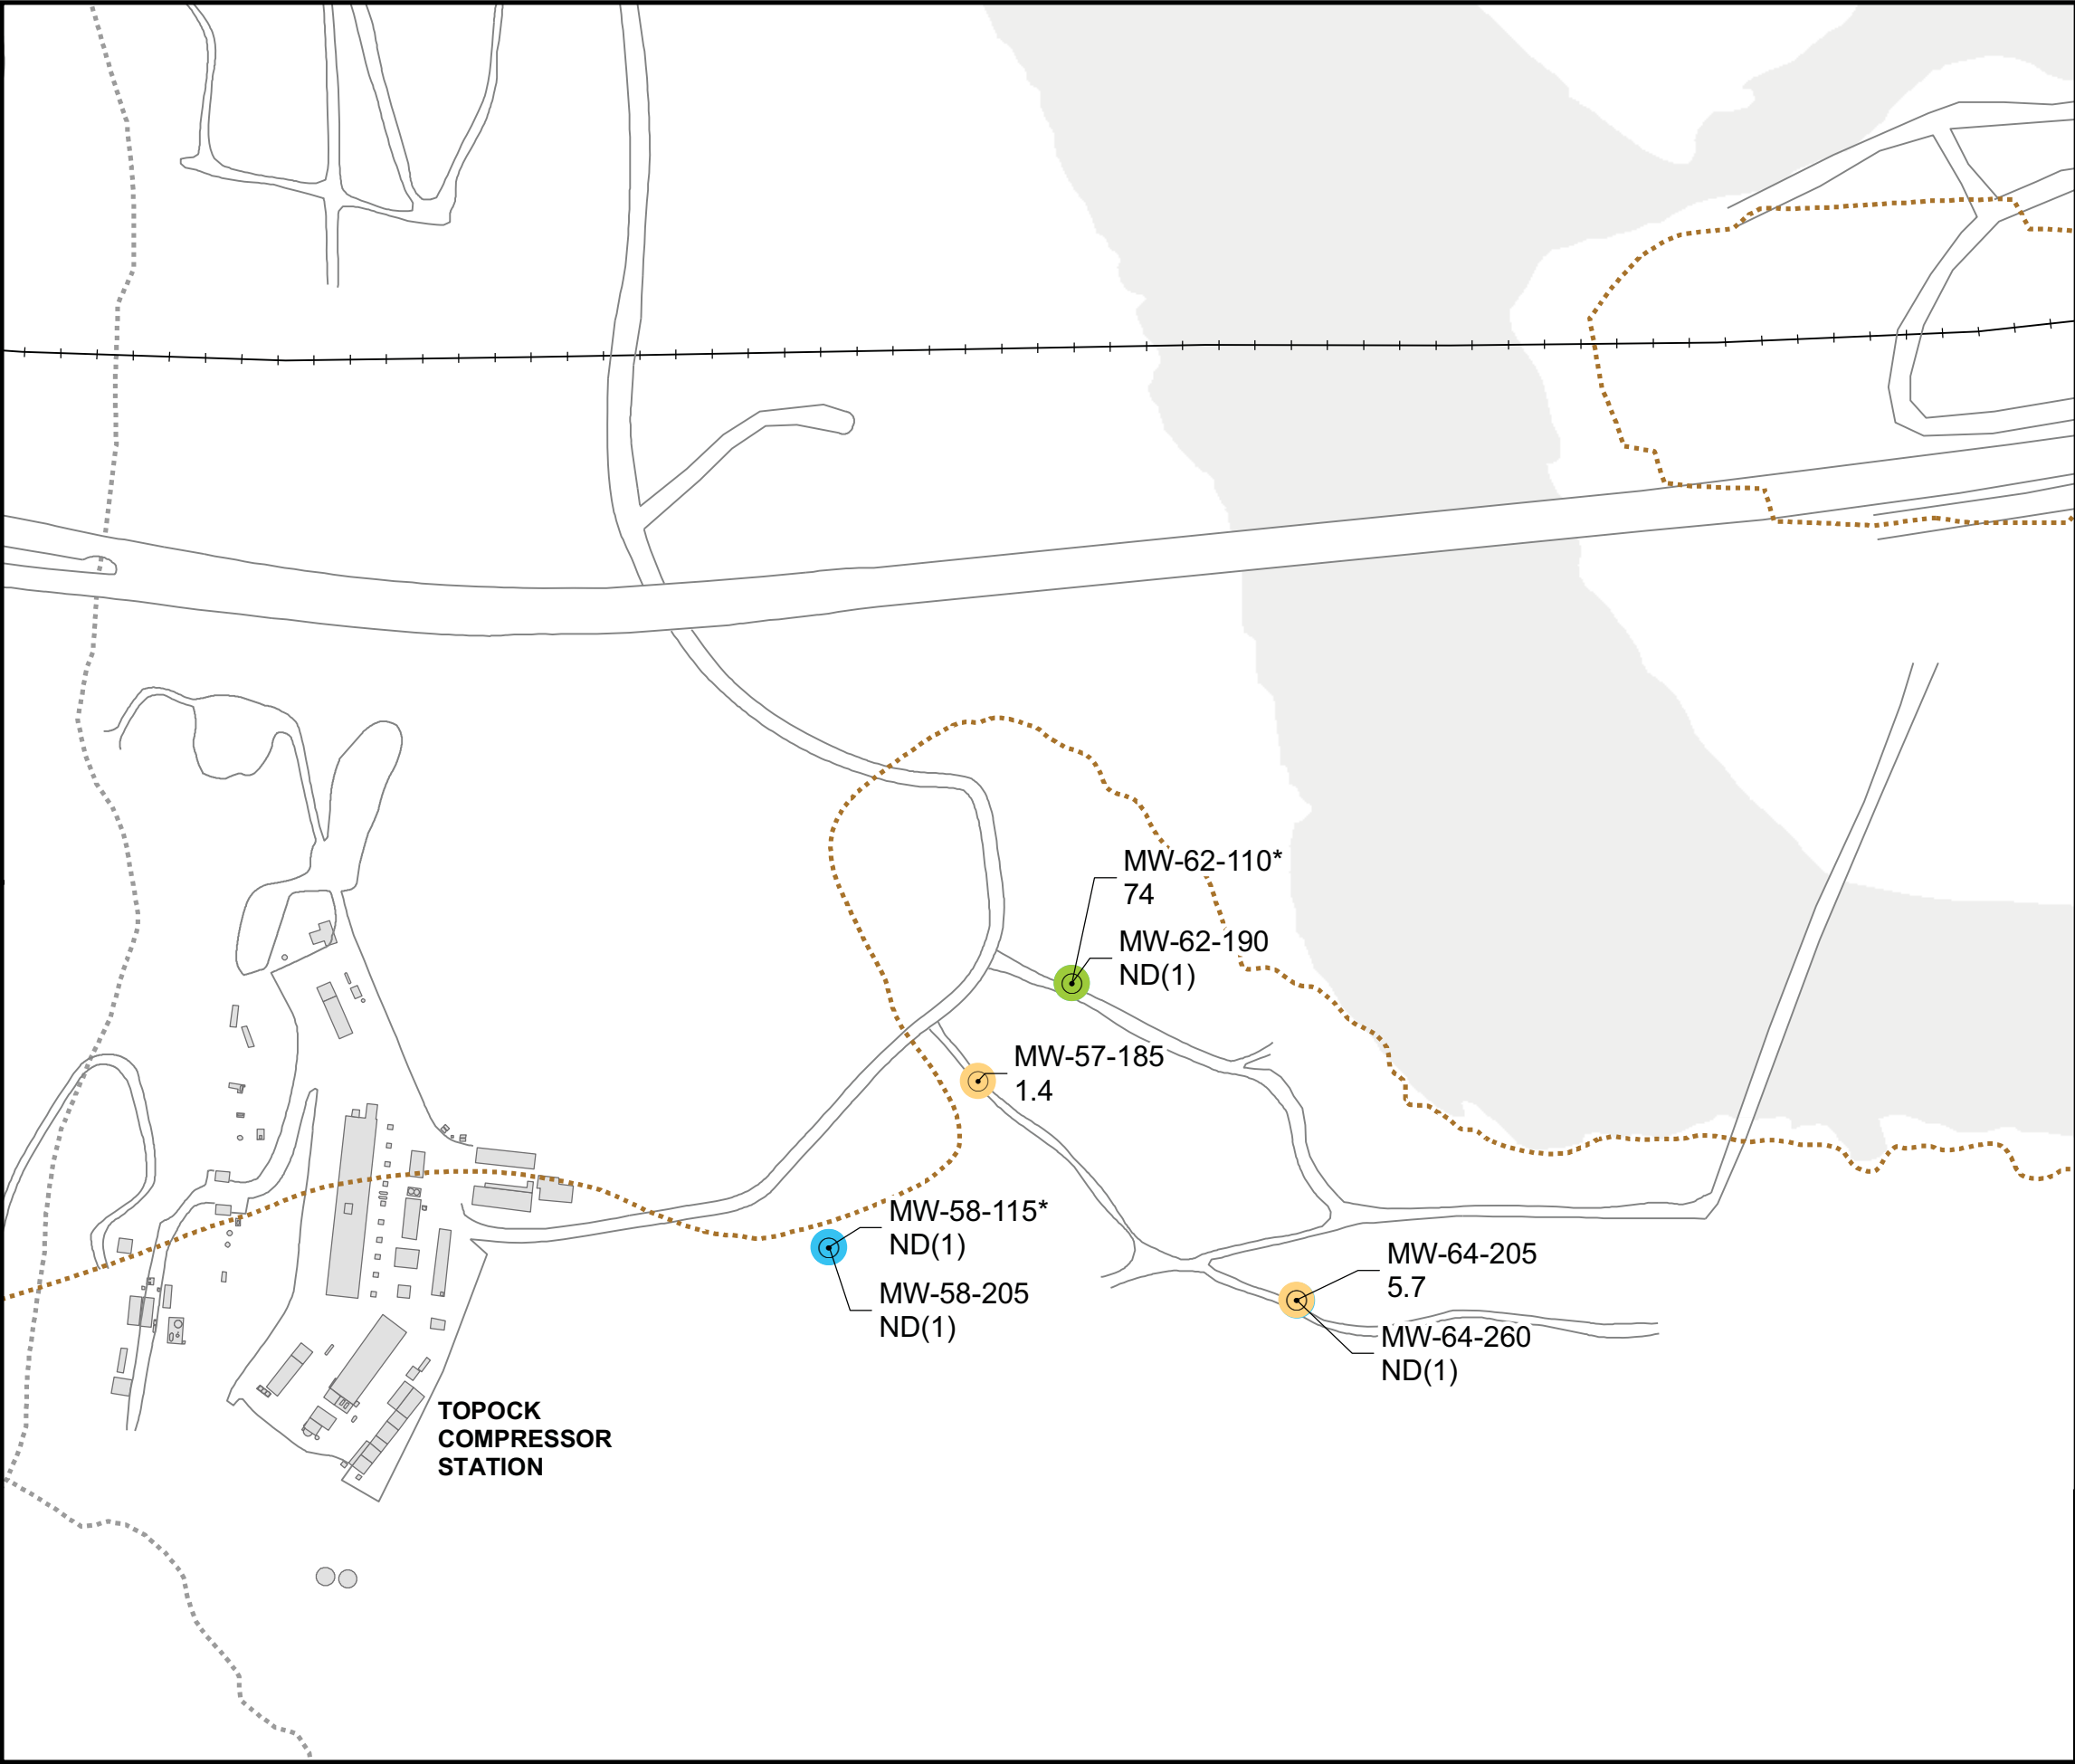 MW-62-110*
74
MW-62-190
ND(1)
MW-57-185
1.4
MW-58-115*
ND(1)
MW-58-205
ND(1)
MW-64-205
5.7
MW-64-260
ND(1)
TOPOCK
COMPRESSOR
STATION